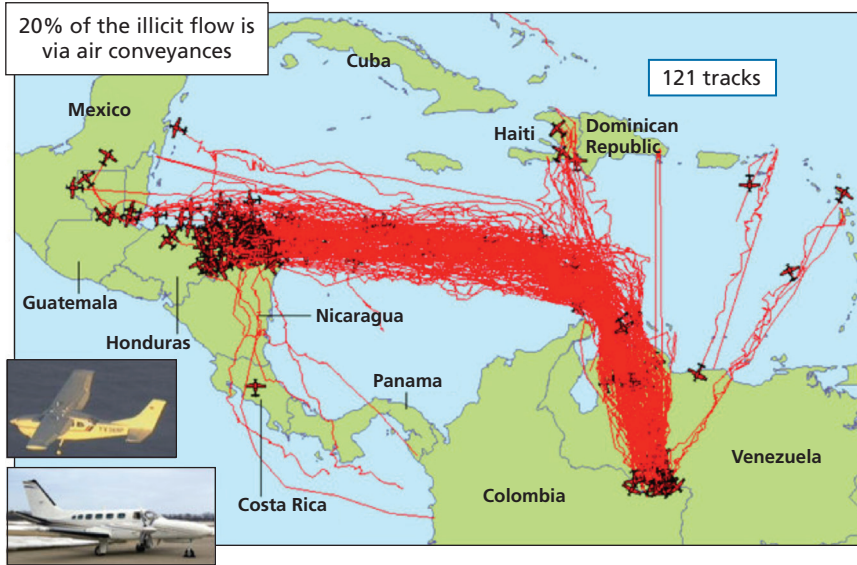 20% of the illicit flow is
via air conveyances
Cuba
121 tracks
Mexico
Haiti
Dominican
Republic
Guatemala
Nicaragua
Honduras
Panama
Venezuela
Costa Rica
Colombia